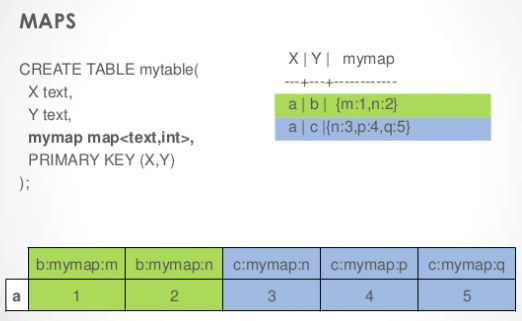 MAPS
CREATE TABLE mytable(
X text,
Y text,
mymap map<text,int>,
PRIMARY KEY (X,Y)
);
X | Y |   mymap
---+---+------------
a | b |  {m:1,n:2}
a | c |{n:3,p:4,q:5}
b:mymap:m b:mymap:n c:mymap:n c:mymap:p c:mymap:q
a 1 2 3 4 5